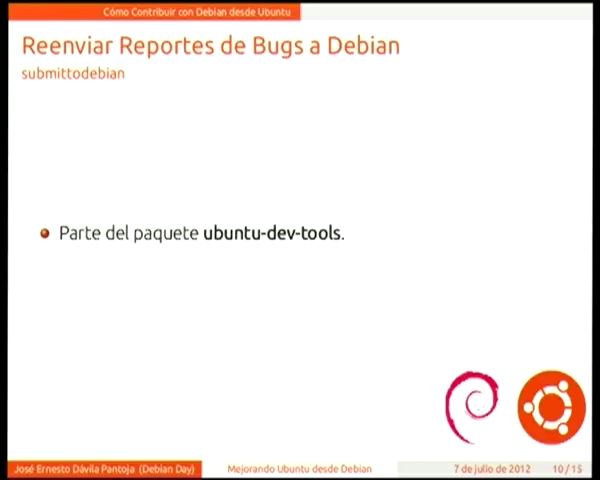 Cómo Contribuir con Debian desde Ubuntu
Reenviar Reportes de Bugs a Debian
submittodebian
Parte del paquete ubuntu-dev-tools.
José Ernesto Dávila Pantoja (Debian Day)
Mejorando Ubuntu desde Debian
7 de julio de 2012
10 / 15